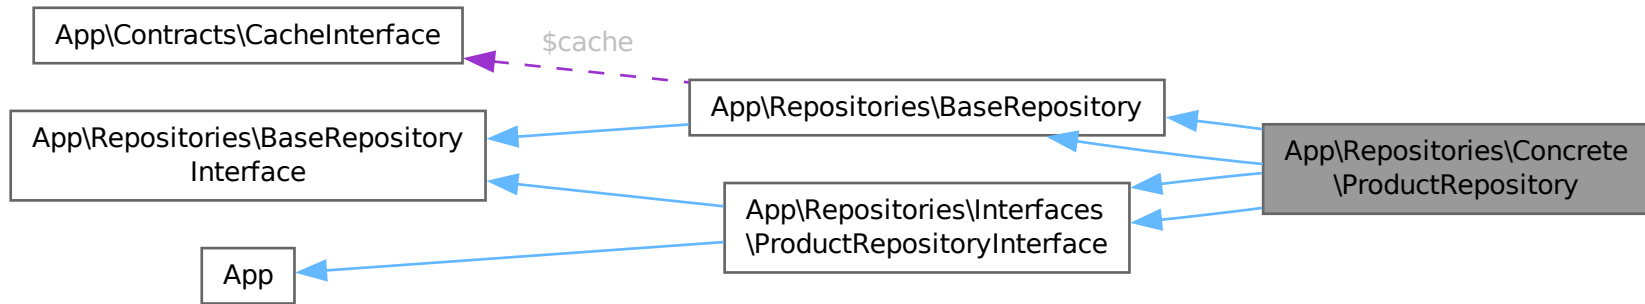 App\Contracts\CacheInterface
$cache
App\Repositories\BaseRepository
App\Repositories\BaseRepository
Interface
App\Repositories\Concrete
\ProductRepository
App\Repositories\Interfaces
\ProductRepositoryInterface
App